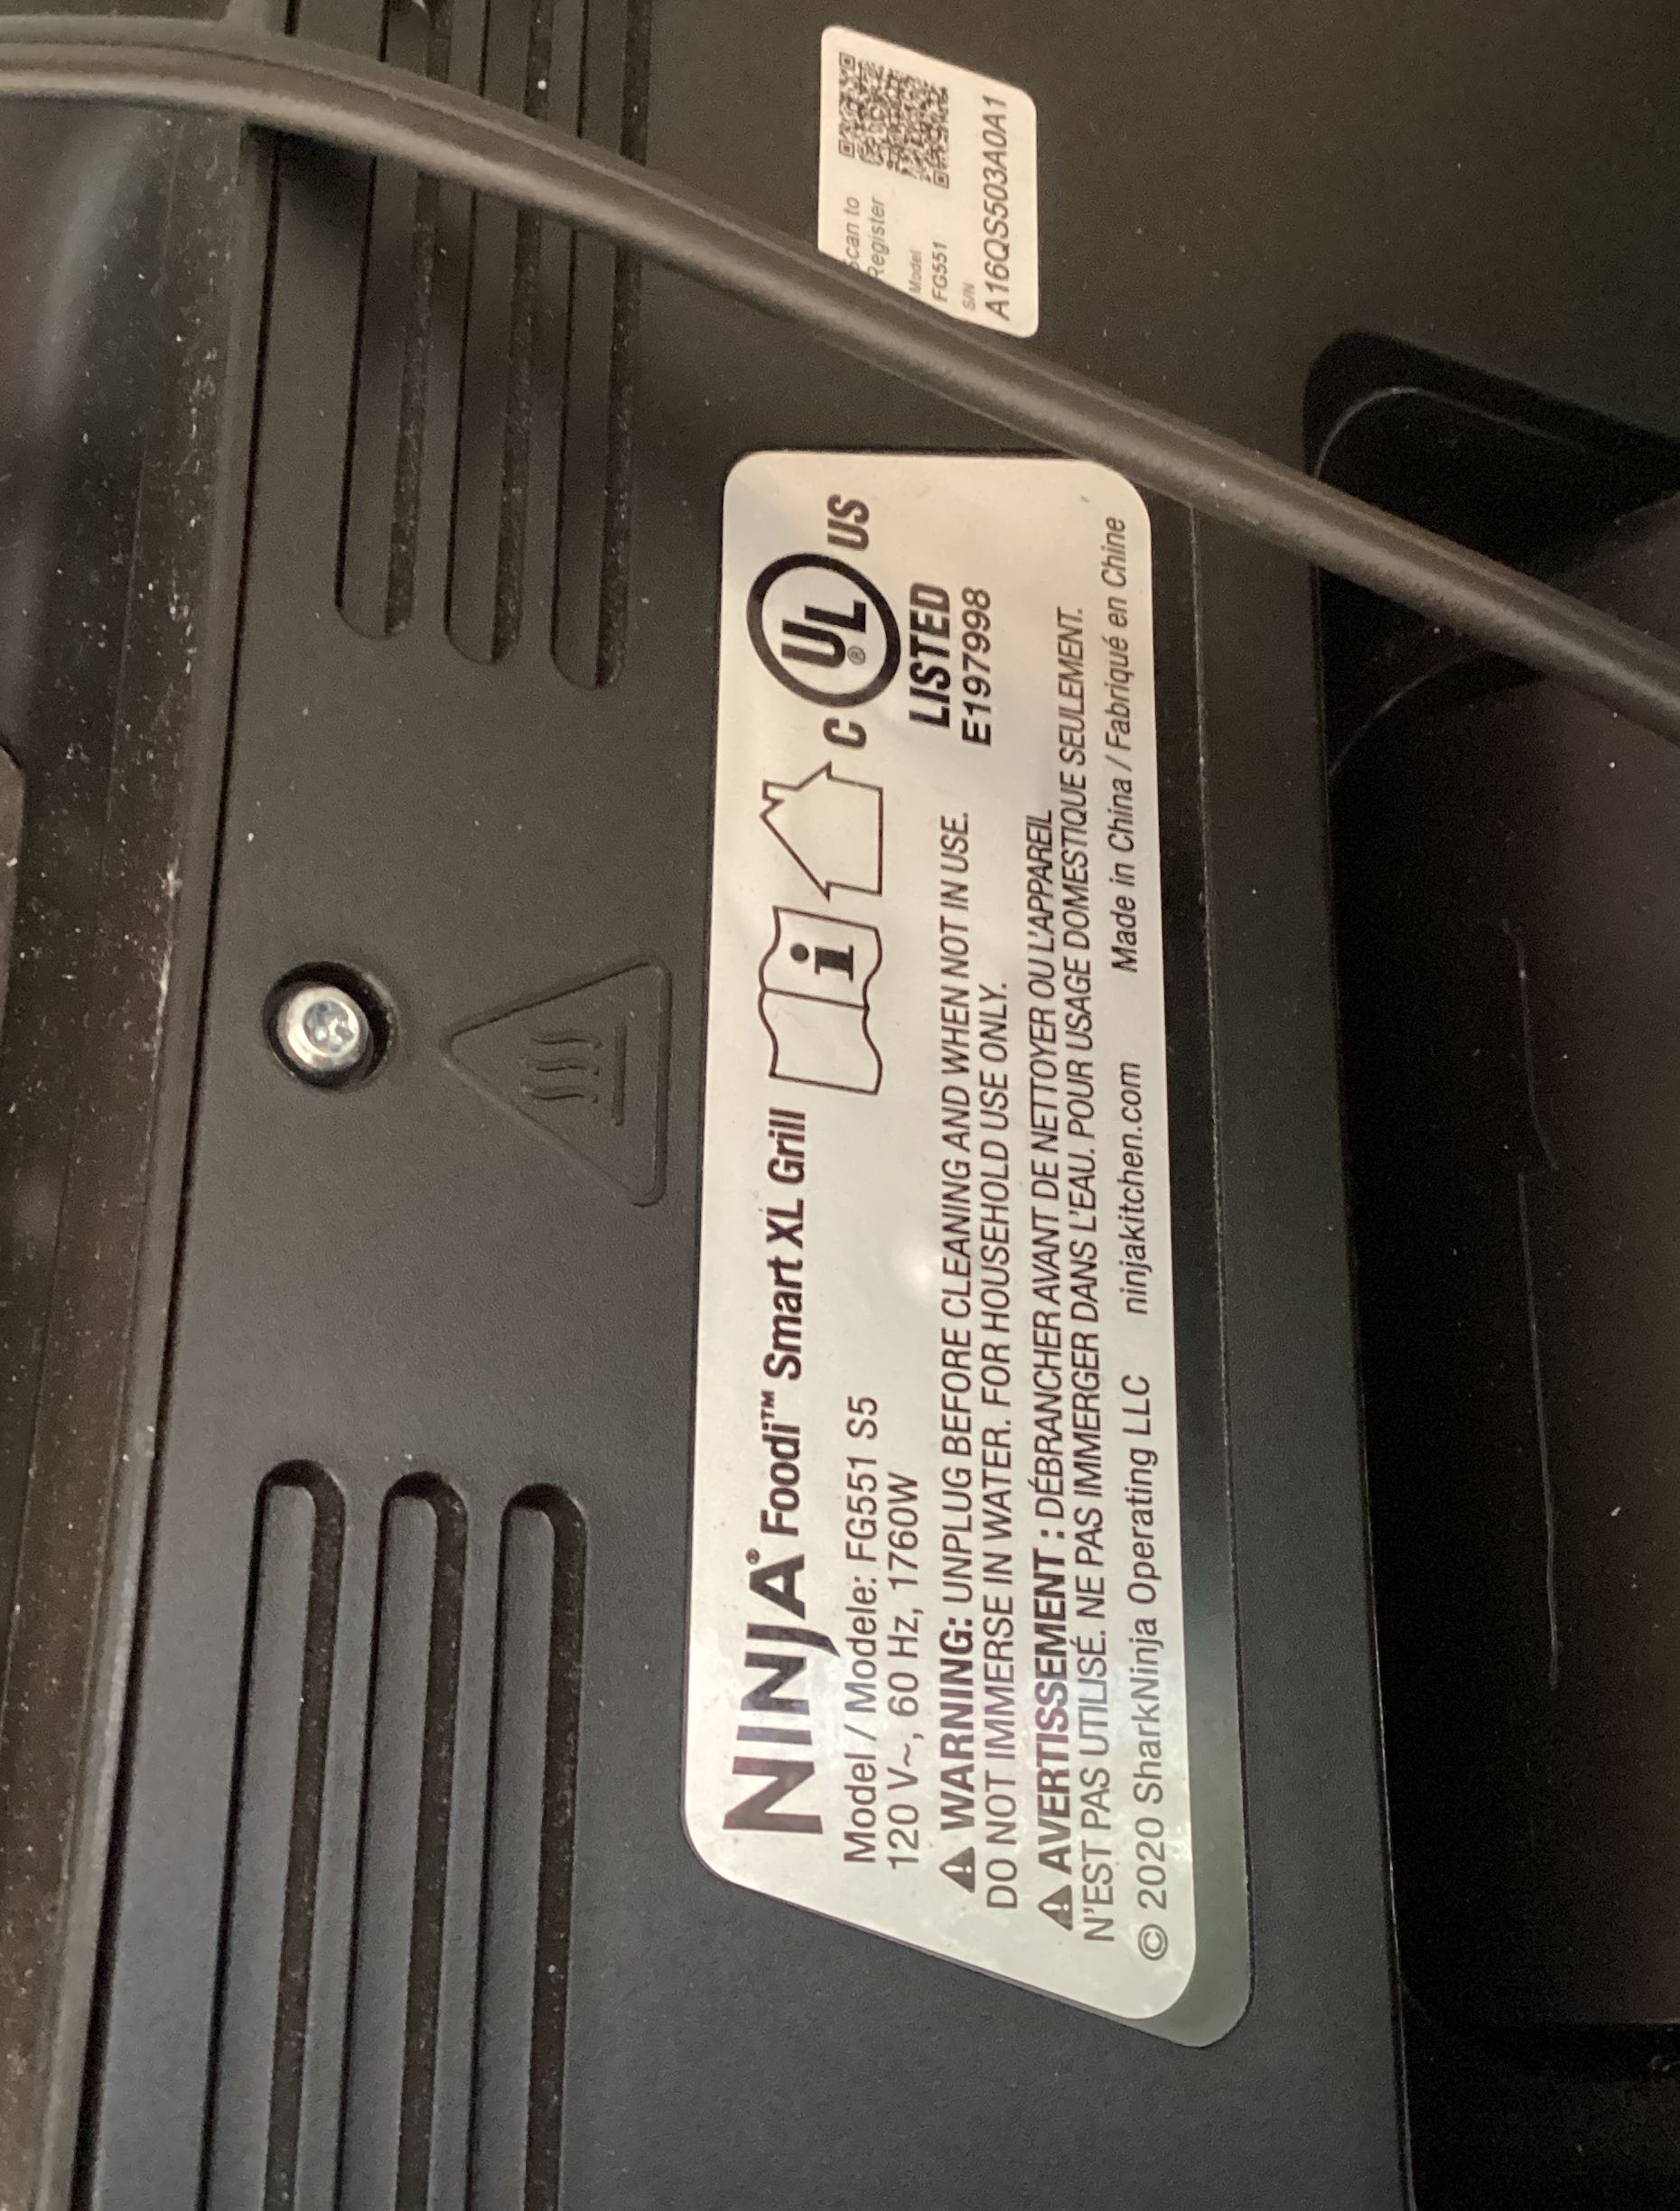 NINJA® Foodi™ Smart XL Grill
Model / Modele: FG551 S5
120 V~, 60 Hz, 1760W
i
C UL® US
LISTED
E197998
⚠ WARNING: UNPLUG BEFORE CLEANING AND WHEN NOT IN USE.
DO NOT IMMERSE IN WATER. FOR HOUSEHOLD USE ONLY.
⚠ AVERTISSEMENT : DÉBRANCHER AVANT DE NETTOYER OU L'APPAREIL
N'EST PAS UTILISÉ. NE PAS IMMERGER DANS L'EAU. POUR USAGE DOMESTIQUE SEULEMENT.
© 2020 SharkNinja Operating LLC ninjakitchen.com Made in China / Fabriqué en Chine
Scan to
Register
Model
FG551
S/N
A16QS503A0A1